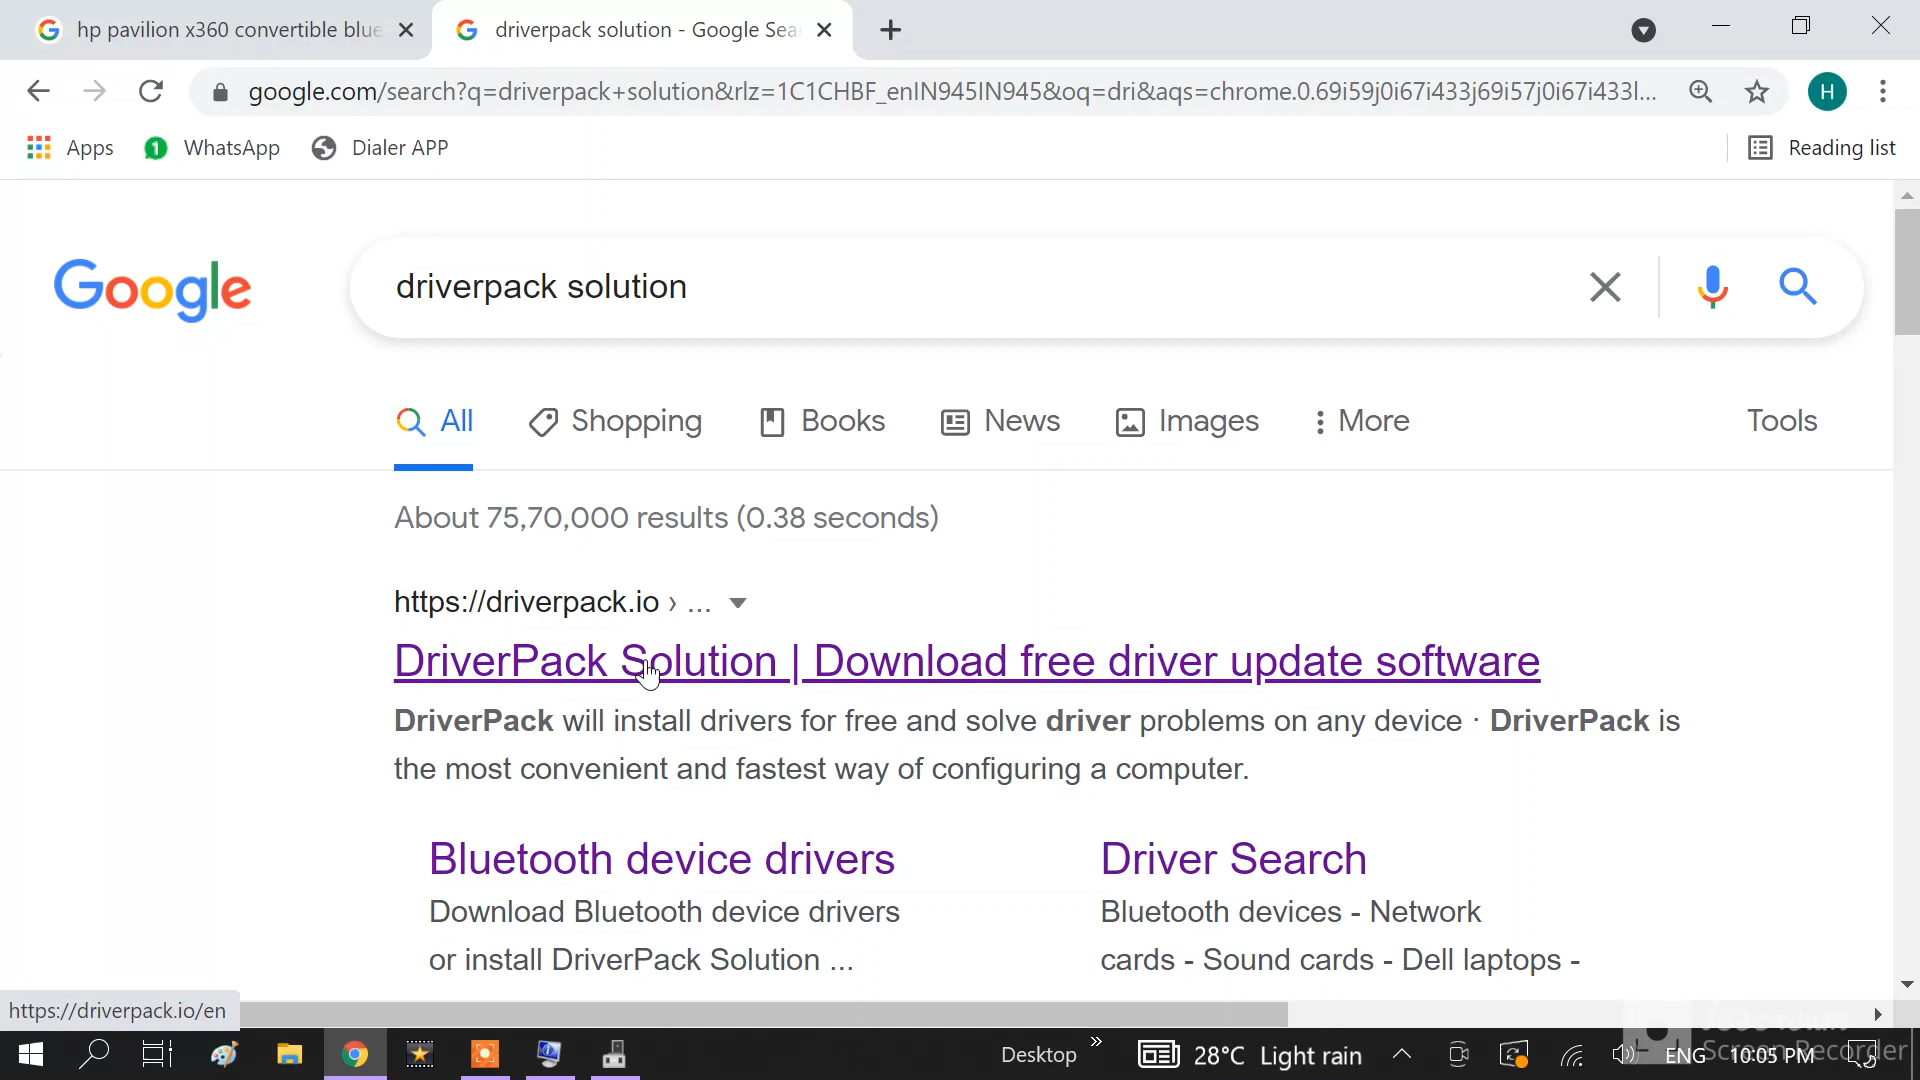 hp pavilion x360 convertible blue
driverpack solution - Google Sea
google.com/search?q=driverpack+solution&rlz=1C1CHBF_enIN945IN945&oq=dri&aqs=chrome.0.69i59j0i67i433j69i57j0i67i433l...
H
Apps
1
WhatsApp
Dialer APP
Reading list
Google
driverpack solution
All
Shopping
Books
News
Images
More
Tools
About 75,70,000 results (0.38 seconds)
https://driverpack.io › ...
DriverPack Solution | Download free driver update software
DriverPack will install drivers for free and solve driver problems on any device · DriverPack is
the most convenient and fastest way of configuring a computer.
Bluetooth device drivers
Download Bluetooth device drivers
or install DriverPack Solution ...
Driver Search
Bluetooth devices - Network
cards - Sound cards - Dell laptops -
https://driverpack.io/en
Desktop
28°C Light rain
ENG
10:05 PM
Screen Recorder